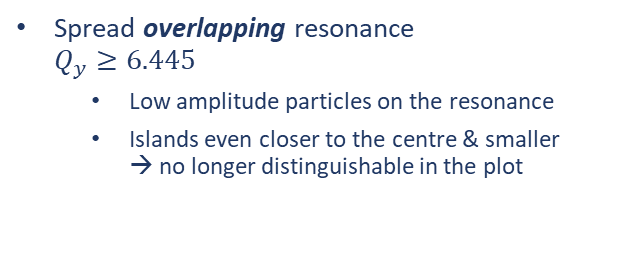 • Spread overlapping resonance
Qy ≥ 6.445
• Low amplitude particles on the resonance
• Islands even closer to the centre & smaller
→ no longer distinguishable in the plot